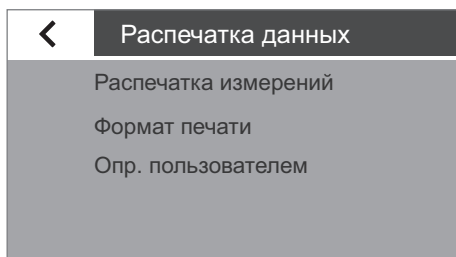 Распечатка данных
Распечатка измерений
Формат печати
Опр. пользователем